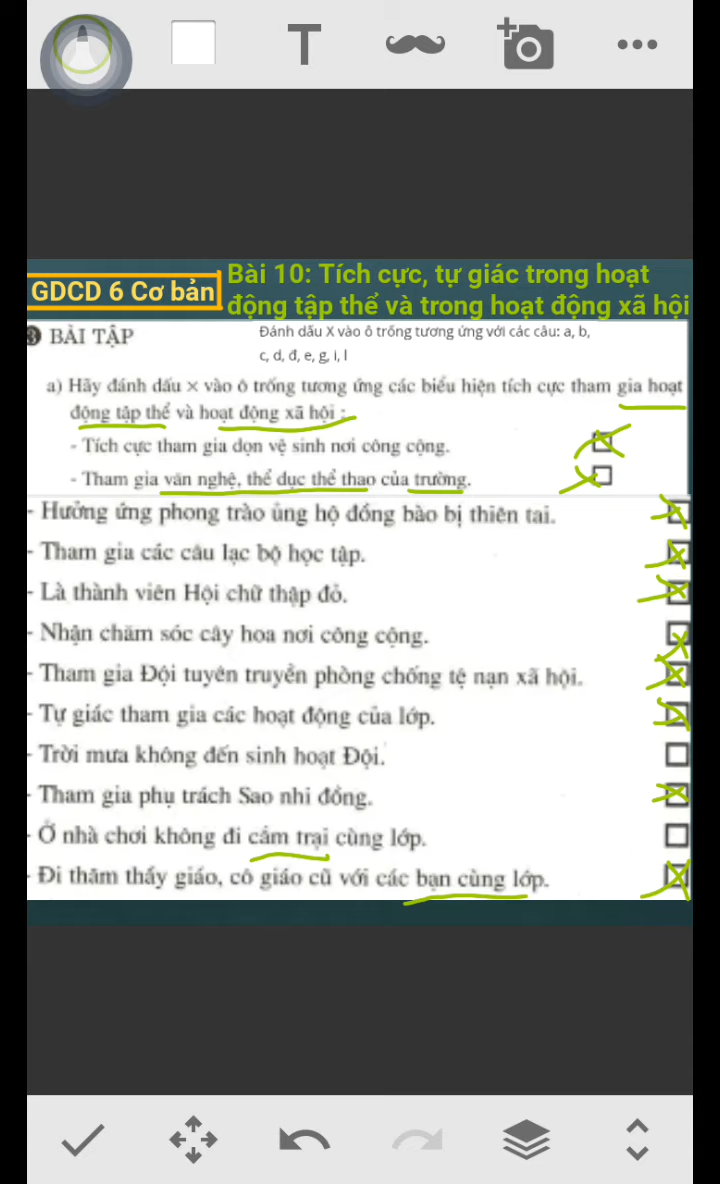 T
GDCD 6 Cơ bản
Bài 10: Tích cực, tự giác trong hoạt
động tập thể và trong hoạt động xã hội
3 BÀI TẬP
Đánh dấu X vào ô trống tương ứng với các câu: a, b,
c, d, đ, e, g, i, l
a) Hãy đánh dấu × vào ô trống tương ứng các biểu hiện tích cực tham gia hoạt
động tập thể và hoạt động xã hội :
- Tích cực tham gia dọn vệ sinh nơi công cộng.
- Tham gia văn nghệ, thể dục thể thao của trường.
- Hưởng ứng phong trào ủng hộ đồng bào bị thiên tai.
- Tham gia các câu lạc bộ học tập.
- Là thành viên Hội chữ thập đỏ.
- Nhận chăm sóc cây hoa nơi công cộng.
- Tham gia Đội tuyên truyền phòng chống tệ nạn xã hội.
- Tự giác tham gia các hoạt động của lớp.
- Trời mưa không đến sinh hoạt Đội.
- Tham gia phụ trách Sao nhi đồng.
- Ở nhà chơi không đi cắm trại cùng lớp.
- Đi thăm thầy giáo, cô giáo cũ với các bạn cùng lớp.